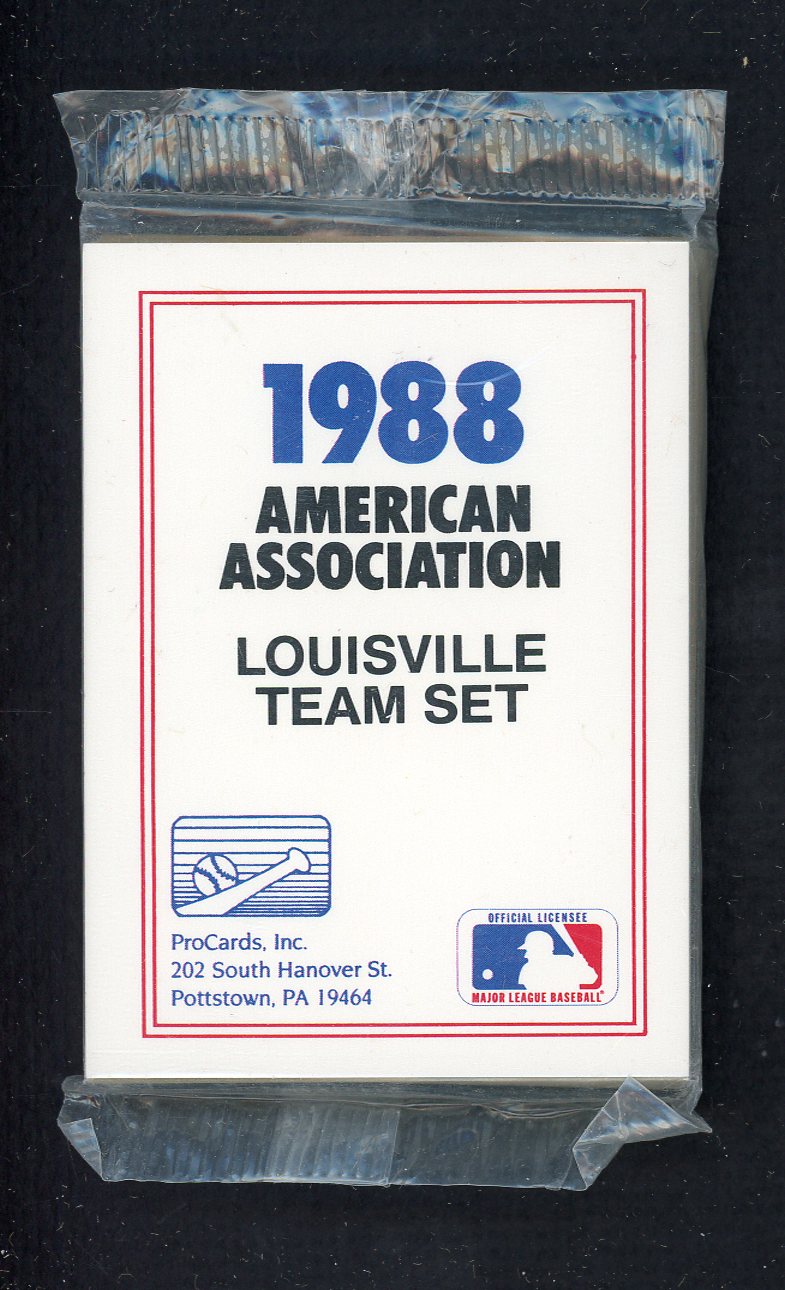 1988
AMERICAN
ASSOCIATION
LOUISVILLE
TEAM SET
ProCards, Inc.
202 South Hanover St.
Pottstown, PA 19464
OFFICIAL LICENSEE
MAJOR LEAGUE BASEBALL®